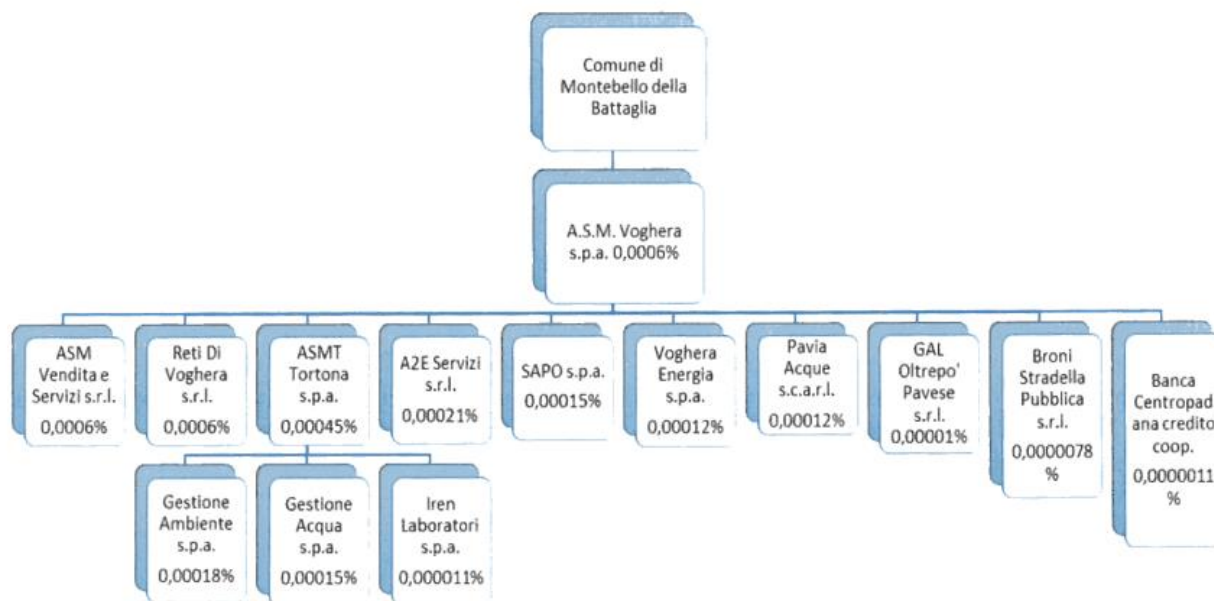 Comune di
Montebello della
Battaglia
A.S.M. Voghera
s.p.a. 0,0006%
ASM
Vendita e
Servizi s.r.l.
0,0006%
Reti Di
Voghera
s.r.l.
0,0006%
ASMT
Tortona
s.p.a.
0,00045%
A2E Servizi
s.r.l.
0,00021%
SAPO s.p.a.
0,00015%
Voghera
Energia
s.p.a.
0,00012%
Pavia
Acque
s.c.a.r.l.
0,00012%
GAL
Oltrepo'
Pavese
s.r.l.
0,00001%
Broni
Stradella
Pubblica
s.r.l.
0,0000078
%
Banca
Centropad
ana credito
coop.
0,0000011
%
Gestione
Ambiente
s.p.a.
0,00018%
Gestione
Acqua
s.p.a.
0,00015%
Iren
Laboratori
s.p.a.
0,000011%